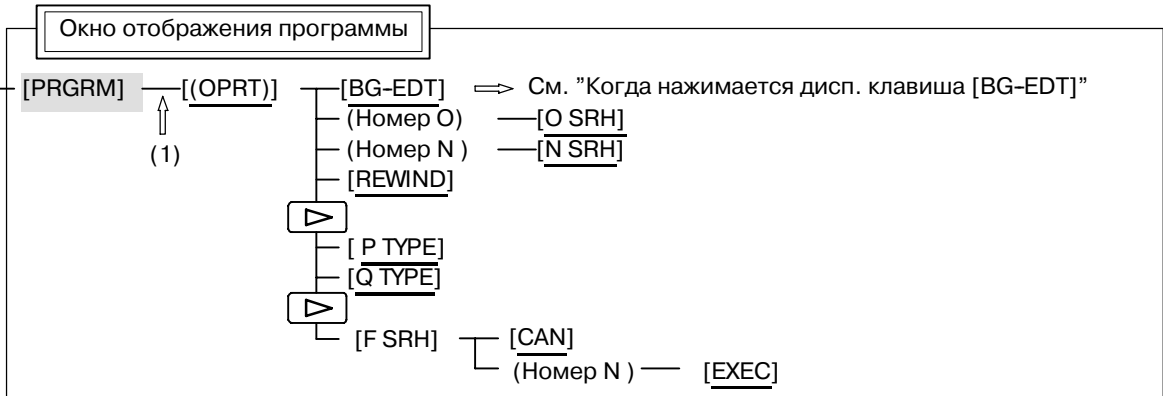 Окно отображения программы
[PRGRM] [(OPRT)] [BG-EDT] См. ”Когда нажимается дисп. клавиша [BG-EDT]”
(Номер O) [O SRH]
(1) (Номер N ) [N SRH]
[REWIND]
[ P TYPE]
[Q TYPE]
[F SRH] [CAN]
(Номер N ) [EXEC]